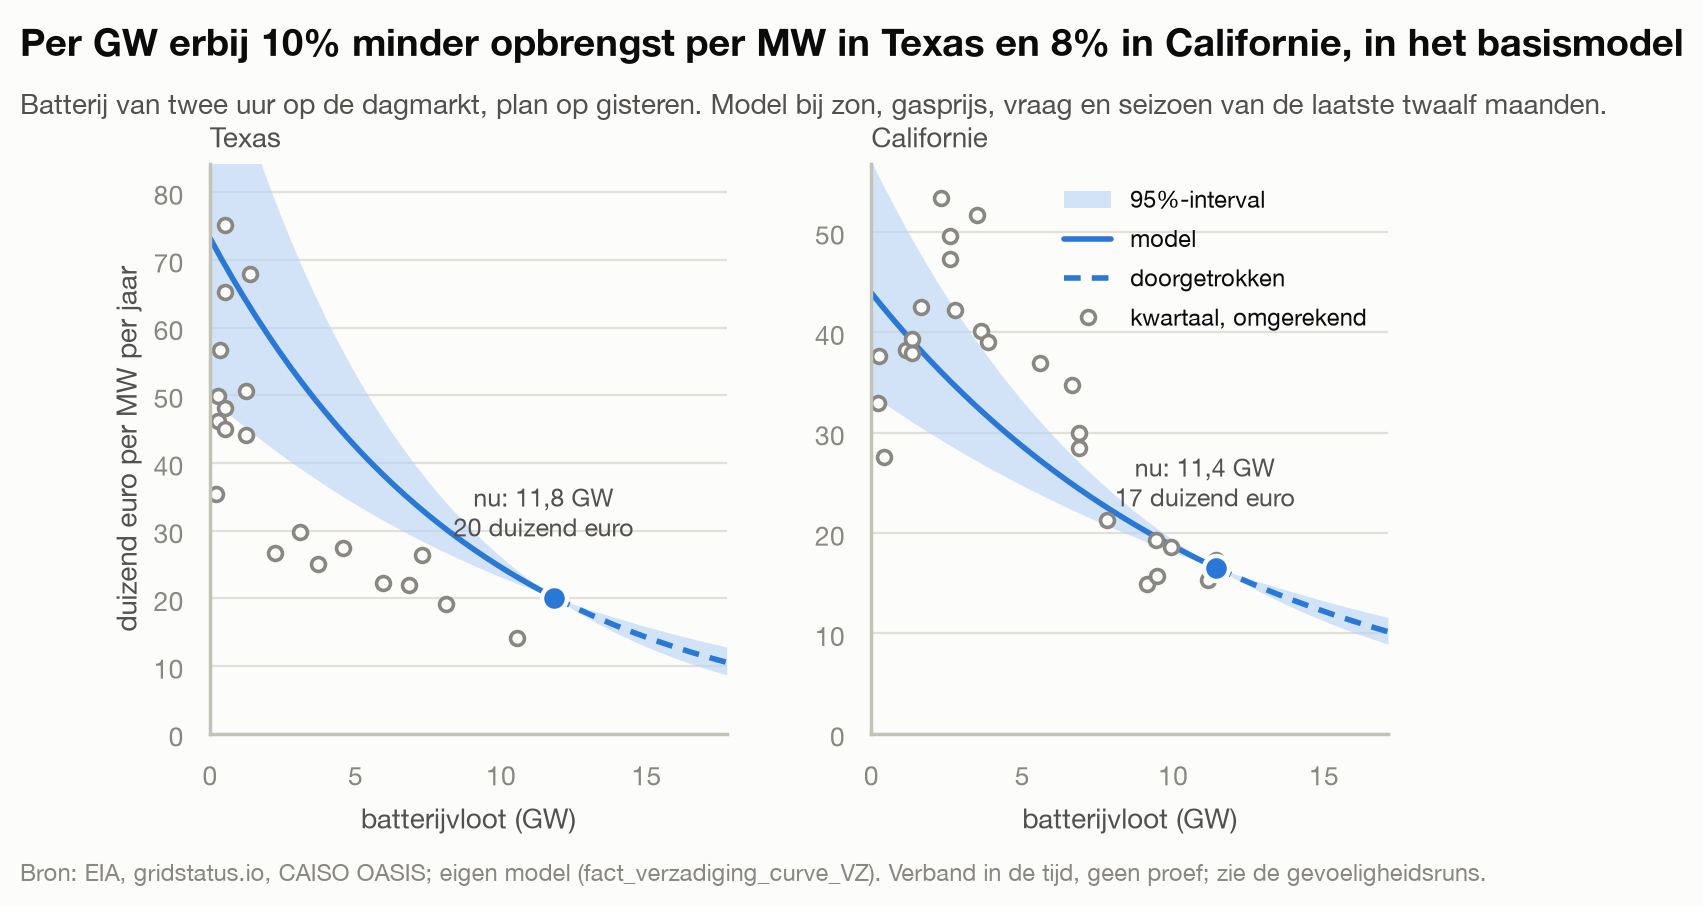 Per GW erbij 10% minder opbrengst per MW in Texas en 8% in Californie, in het basismodel
Batterij van twee uur op de dagmarkt, plan op gisteren. Model bij zon, gasprijs, vraag en seizoen van de laatste twaalf maanden.
Texas
duizend euro per MW per jaar
80
70
60
50
40
30
20
10
0
nu: 11,8 GW
20 duizend euro
0 5 10 15
batterijvloot (GW)
Californie
50
40
30
20
10
0
95%-interval
model
doorgetrokken
kwartaal, omgerekend
nu: 11,4 GW
17 duizend euro
0 5 10 15
batterijvloot (GW)
Bron: EIA, gridstatus.io, CAISO OASIS; eigen model (fact_verzadiging_curve_VZ). Verband in de tijd, geen proef; zie de gevoeligheidsruns.